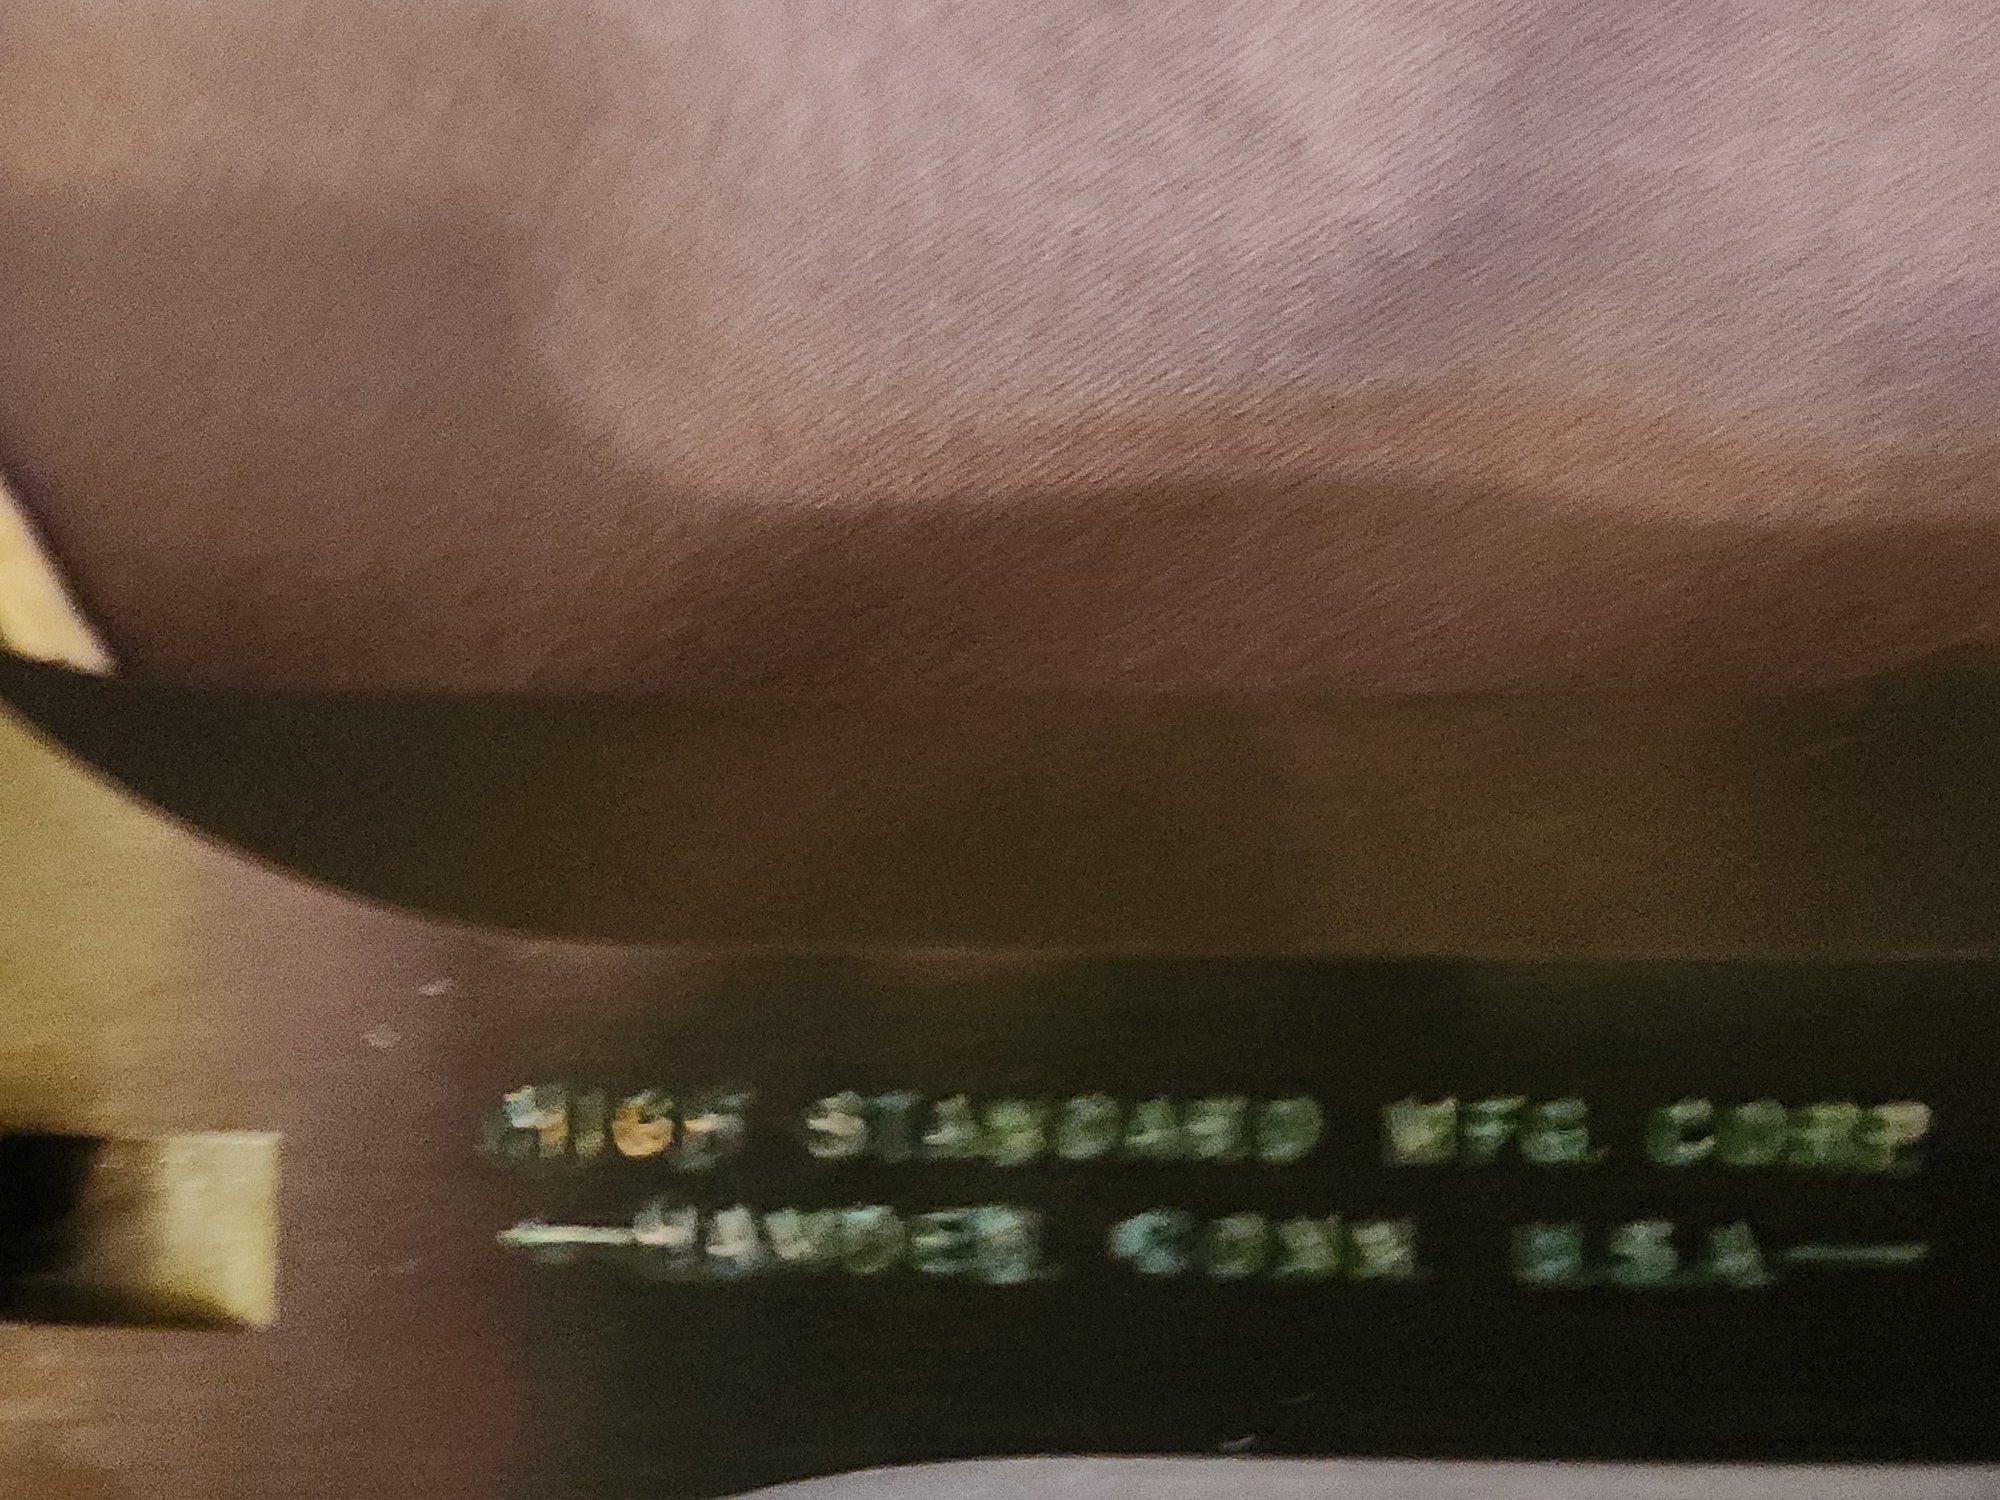 HIGH STANDARD MFG. CORP
—HAMDEN CONN. U.S.A—